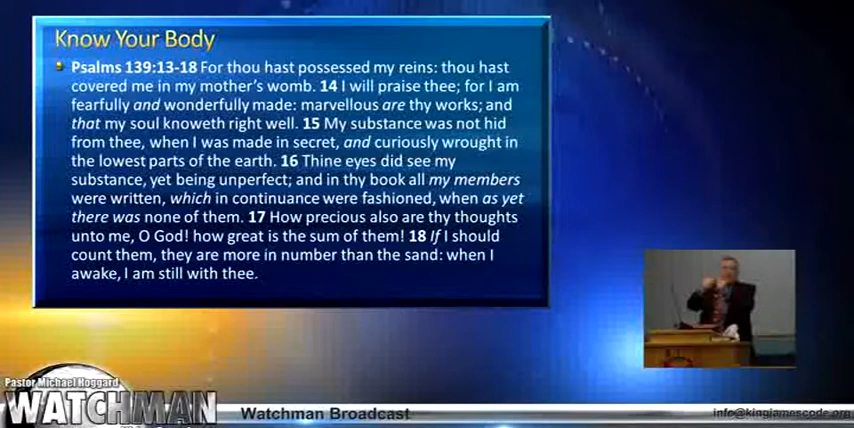 Know Your Body
Psalms 139:13-18 For thou hast possessed my reins: thou hast
covered me in my mother's womb. 14 I will praise thee; for I am
fearfully and wonderfully made: marvellous are thy works; and
that my soul knoweth right well. 15 My substance was not hid
from thee, when I was made in secret, and curiously wrought in
the lowest parts of the earth. 16 Thine eyes did see my
substance, yet being unperfect; and in thy book all my members
were written, which in continuance were fashioned, when as yet
there was none of them. 17 How precious also are thy thoughts
unto me, O God! how great is the sum of them! 18 If I should
count them, they are more in number than the sand: when I
awake, I am still with thee.
Pastor Michael Hoggard
WATCHMAN
Watchman Broadcast
info@kingjamescode.org